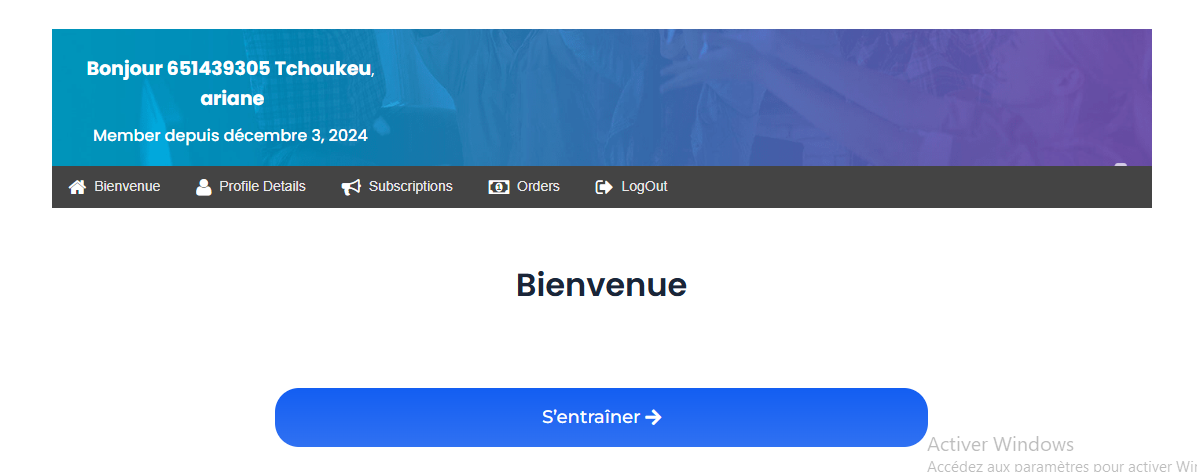 Bonjour 651439305 Tchoukeu,
ariane
Member depuis décembre 3, 2024
Bienvenue Profile Details Subscriptions Orders LogOut
Bienvenue
S'entraîner
Activer Windows
Accédez aux paramètres pour activer Wi